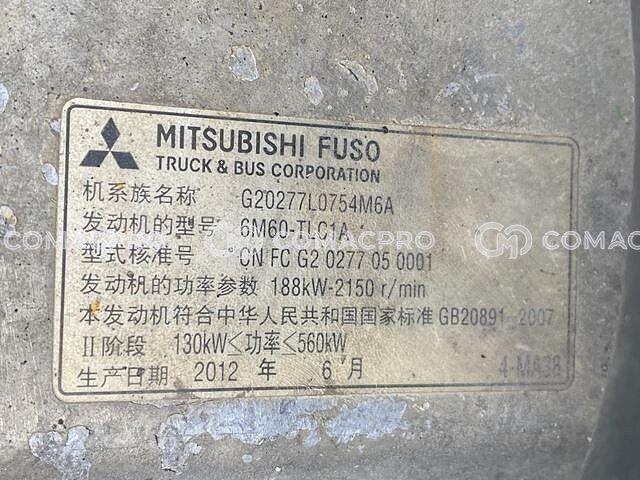 MITSUBISHI FUSO
TRUCK & BUS CORPORATION
机系族名称 G20277L0754M6A
发动机的型号 6M60-TLC1A
型式核准号 CN FC G2 0277 05 0001
发动机的功率参数 188kW-2150 r/min
本发动机符合中华人民共和国国家标准 GB20891-2007
II阶段 130kW≤功率≤560kW
生产日期 2012 年 6 月 4-MA38
COMACPRO
COMACPRO